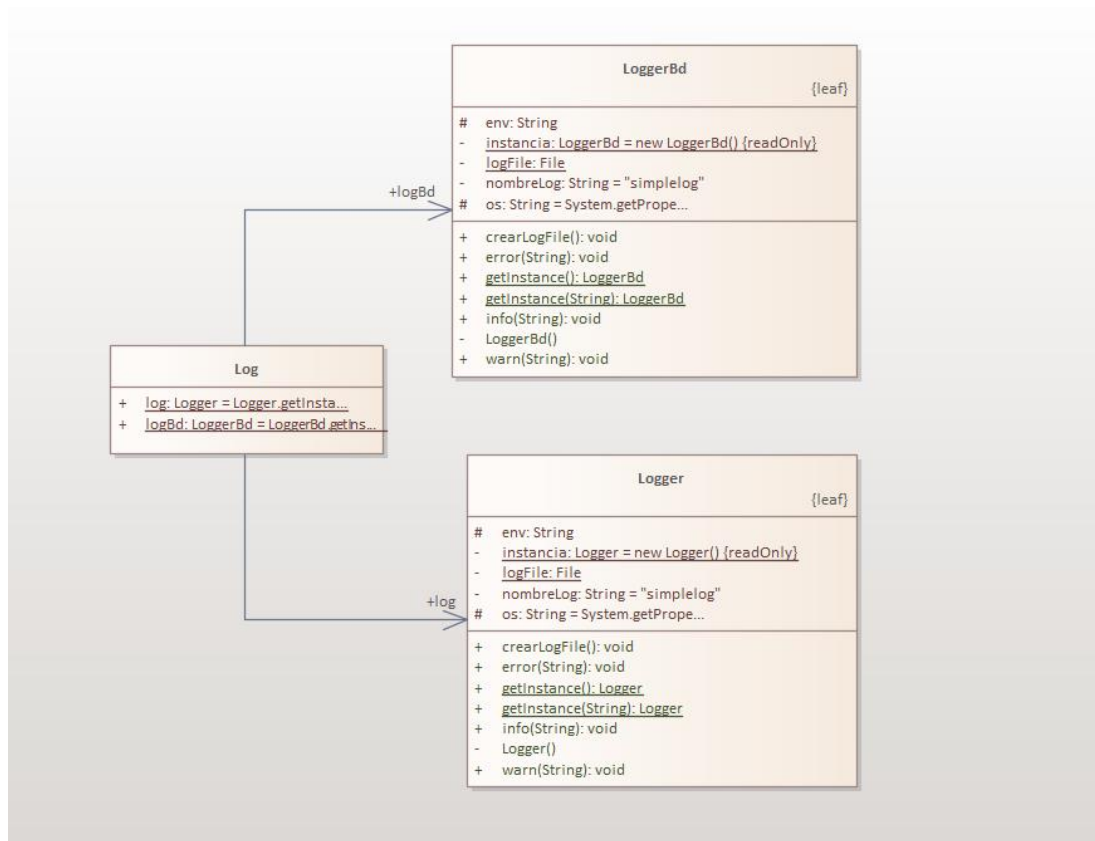 LoggerBd
{leaf}
# env: String
- instancia: LoggerBd = new LoggerBd() {readOnly}
- logFile: File
- nombreLog: String = "simplelog"
# os: String = System.getPrope...
+ crearLogFile(): void
+ error(String): void
+ getInstance(): LoggerBd
+ getInstance(String): LoggerBd
+ info(String): void
- LoggerBd()
+ warn(String): void
+logBd
Log
+ log: Logger = Logger.getInsta...
+ logBd: LoggerBd = LoggerBd.getIns...
+log
Logger
{leaf}
# env: String
- instancia: Logger = new Logger() {readOnly}
- logFile: File
- nombreLog: String = "simplelog"
# os: String = System.getPrope...
+ crearLogFile(): void
+ error(String): void
+ getInstance(): Logger
+ getInstance(String): Logger
+ info(String): void
- Logger()
+ warn(String): void